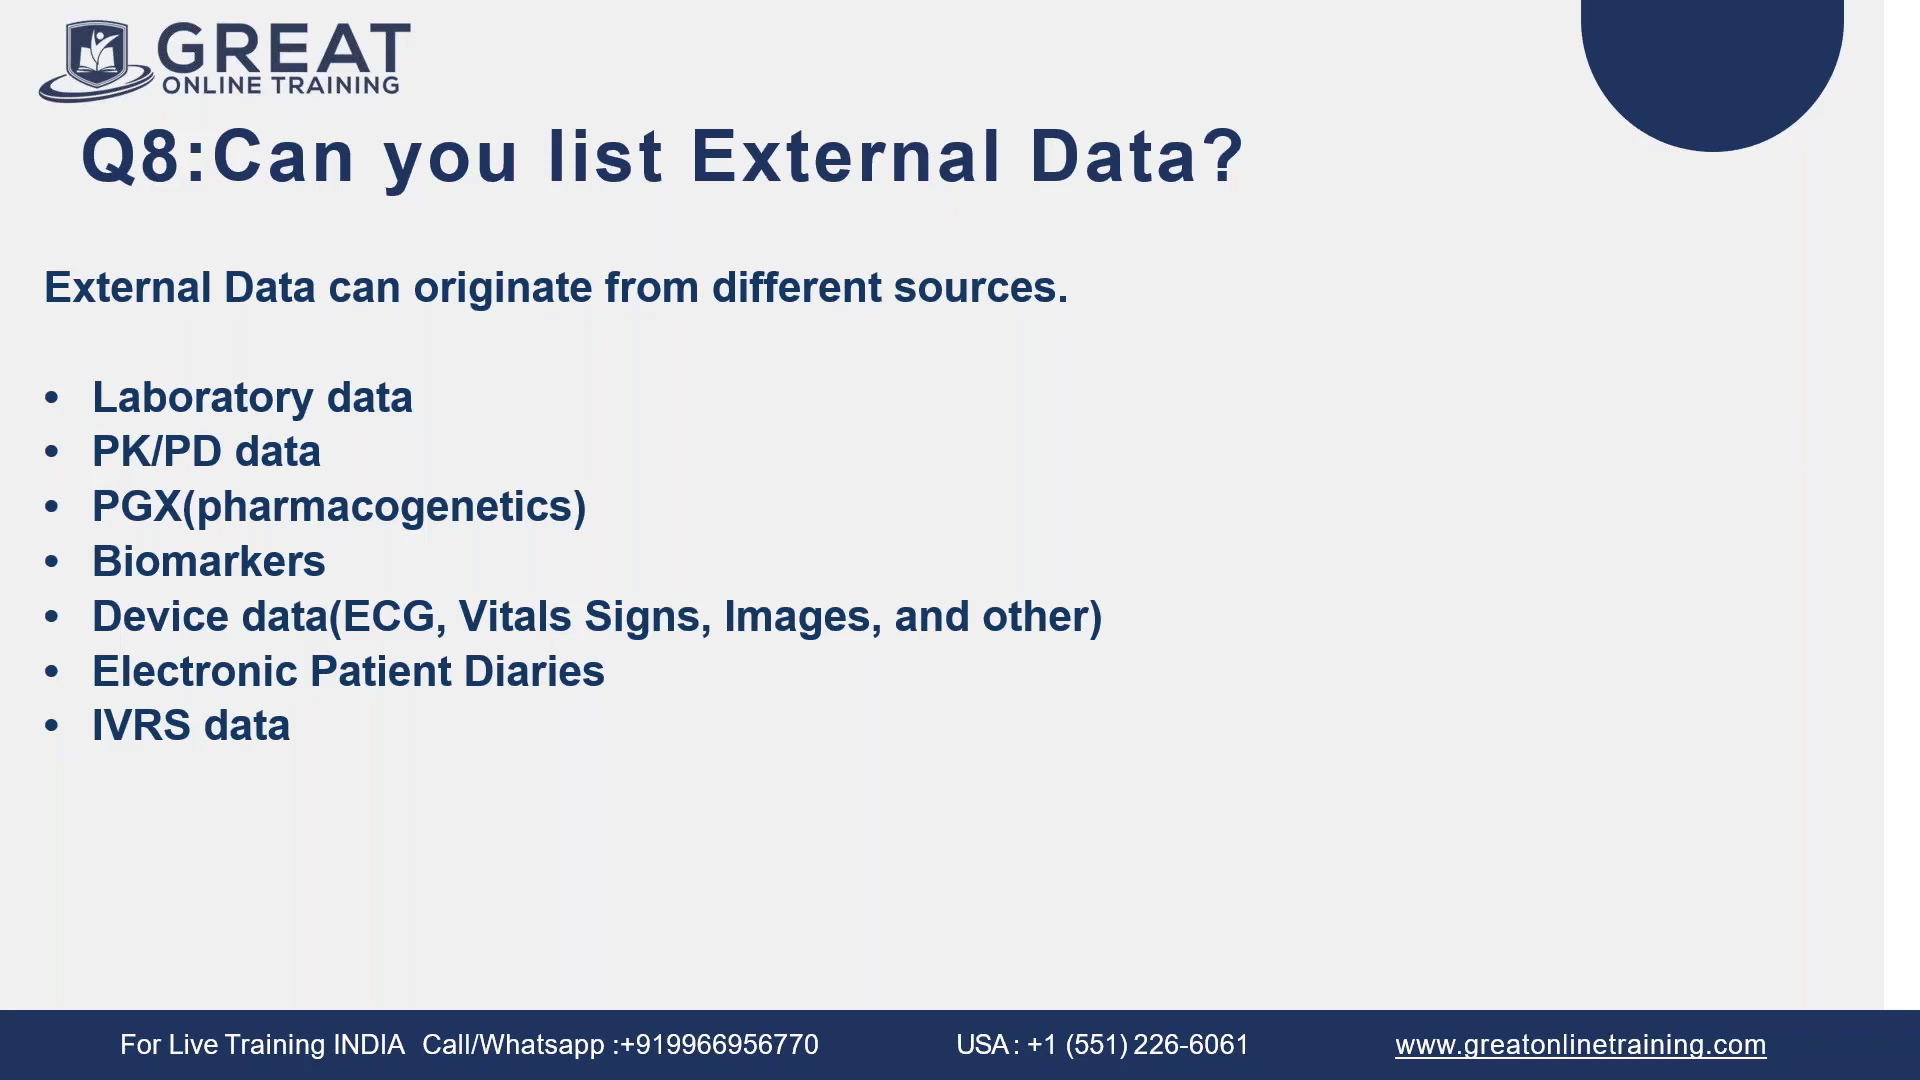 GREAT
ONLINE TRAINING
Q8:Can you list External Data?
External Data can originate from different sources.
• Laboratory data
• PK/PD data
• PGX(pharmacogenetics)
• Biomarkers
• Device data(ECG, Vitals Signs, Images, and other)
• Electronic Patient Diaries
• IVRS data
For Live Training INDIA Call/Whatsapp :+919966956770 USA : +1 (551) 226-6061 www.greatonlinetraining.com